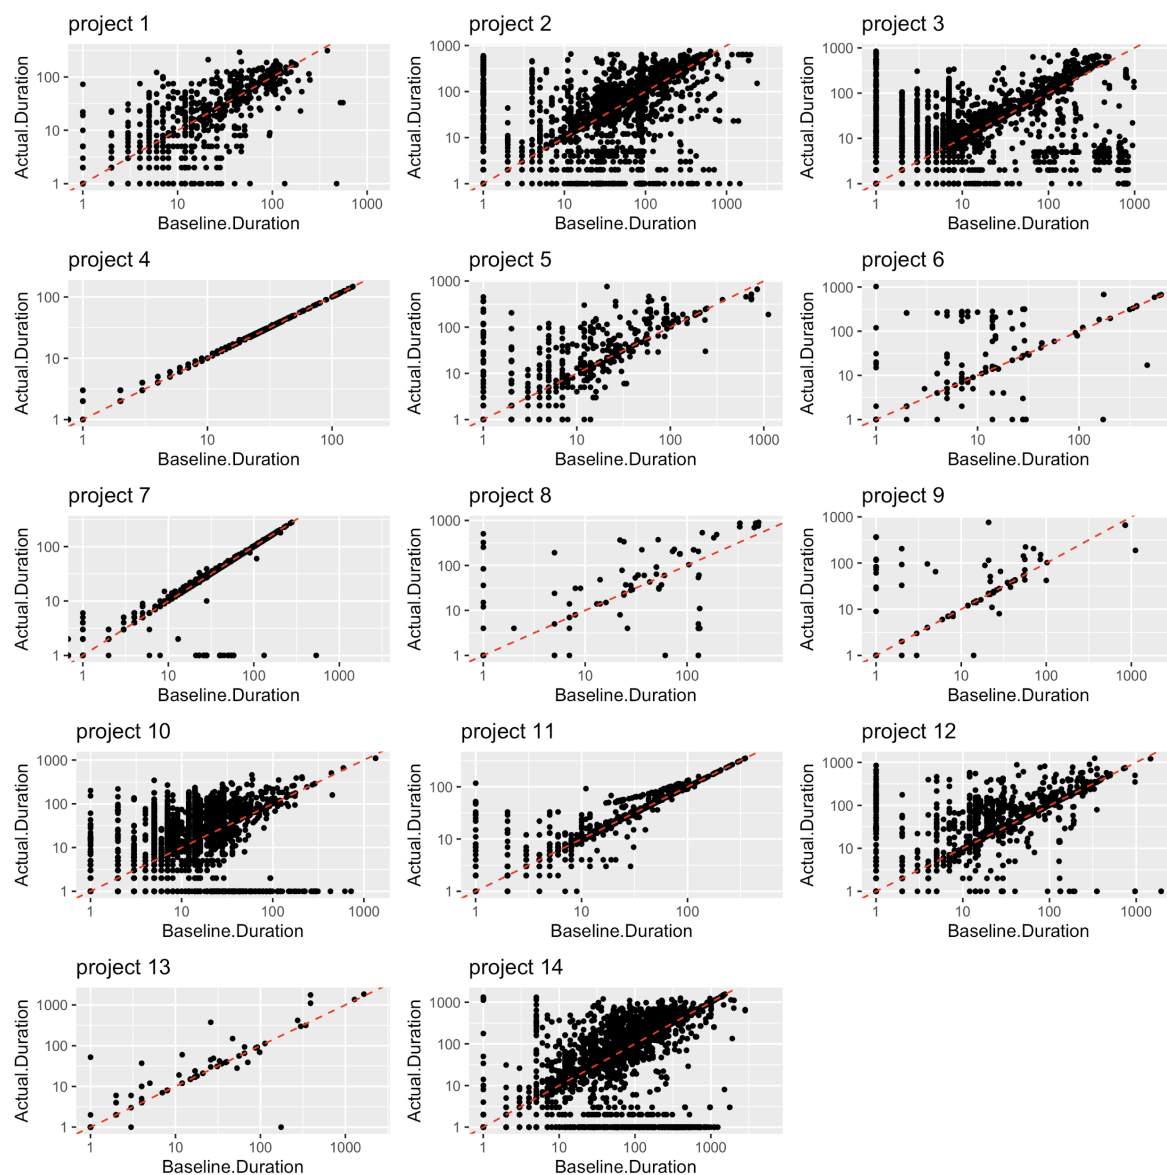 project 1
100
10
1
Actual.Duration
1 10 100 1000
Baseline.Duration
project 2
1000
100
10
1
Actual.Duration
1 10 100 1000
Baseline.Duration
project 3
1000
100
10
1
Actual.Duration
1 10 100 1000
Baseline.Duration
project 4
100
10
1
Actual.Duration
1 10 100
Baseline.Duration
project 5
1000
100
10
1
Actual.Duration
1 10 100 1000
Baseline.Duration
project 6
1000
100
10
1
Actual.Duration
1 10 100
Baseline.Duration
project 7
100
10
1
Actual.Duration
1 10 100 1000
Baseline.Duration
project 8
1000
100
10
1
Actual.Duration
1 10 100
Baseline.Duration
project 9
1000
100
10
1
Actual.Duration
1 10 100 1000
Baseline.Duration
project 10
1000
100
10
1
Actual.Duration
1 10 100 1000
Baseline.Duration
project 11
100
10
1
Actual.Duration
1 10 100
Baseline.Duration
project 12
1000
100
10
1
Actual.Duration
1 10 100 1000
Baseline.Duration
project 13
1000
100
10
1
Actual.Duration
1 10 100 1000
Baseline.Duration
project 14
1000
100
10
1
Actual.Duration
1 10 100 1000
Baseline.Duration